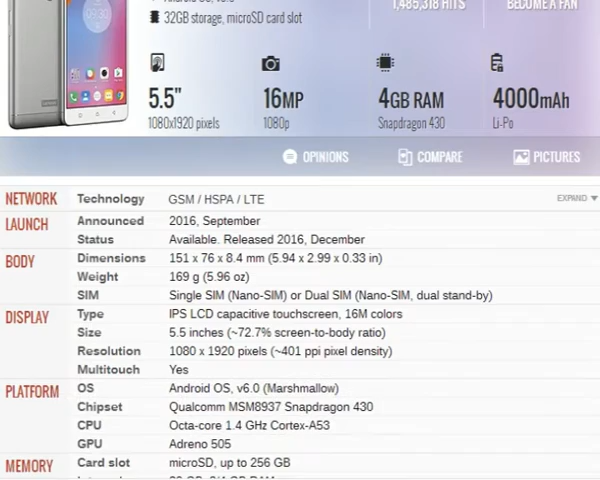 32GB storage, microSD card slot
1,485,318 HITS
BECOME A FAN
5.5"
1080x1920 pixels
16MP
1080p
4GB RAM
Snapdragon 430
4000mAh
Li-Po
OPINIONS
COMPARE
PICTURES
NETWORK Technology GSM / HSPA / LTE EXPAND ▼
LAUNCH Announced 2016, September
Status Available. Released 2016, December
BODY Dimensions 151 x 76 x 8.4 mm (5.94 x 2.99 x 0.33 in)
Weight 169 g (5.96 oz)
SIM Single SIM (Nano-SIM) or Dual SIM (Nano-SIM, dual stand-by)
DISPLAY Type IPS LCD capacitive touchscreen, 16M colors
Size 5.5 inches (~72.7% screen-to-body ratio)
Resolution 1080 x 1920 pixels (~401 ppi pixel density)
Multitouch Yes
PLATFORM OS Android OS, v6.0 (Marshmallow)
Chipset Qualcomm MSM8937 Snapdragon 430
CPU Octa-core 1.4 GHz Cortex-A53
GPU Adreno 505
MEMORY Card slot microSD, up to 256 GB